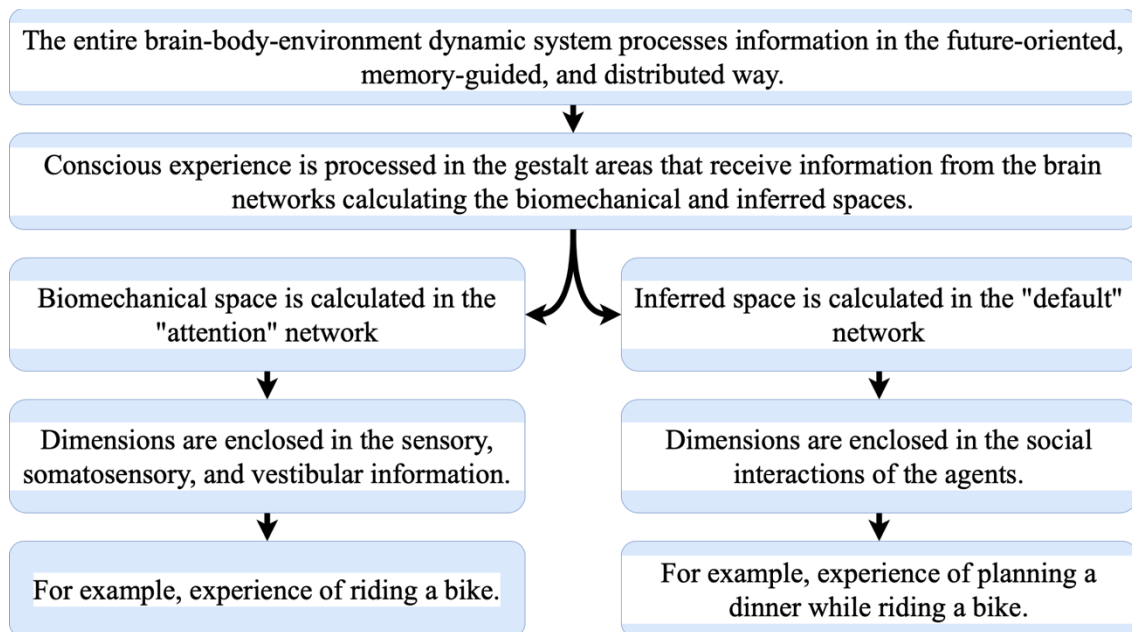 The entire brain-body-environment dynamic system processes information in the future-oriented,
memory-guided, and distributed way.
Conscious experience is processed in the gestalt areas that receive information from the brain
networks calculating the biomechanical and inferred spaces.
Biomechanical space is calculated in the
"attention" network
Inferred space is calculated in the "default"
network
Dimensions are enclosed in the sensory,
somatosensory, and vestibular information.
Dimensions are enclosed in the social
interactions of the agents.
For example, experience of riding a bike.
For example, experience of planning a
dinner while riding a bike.